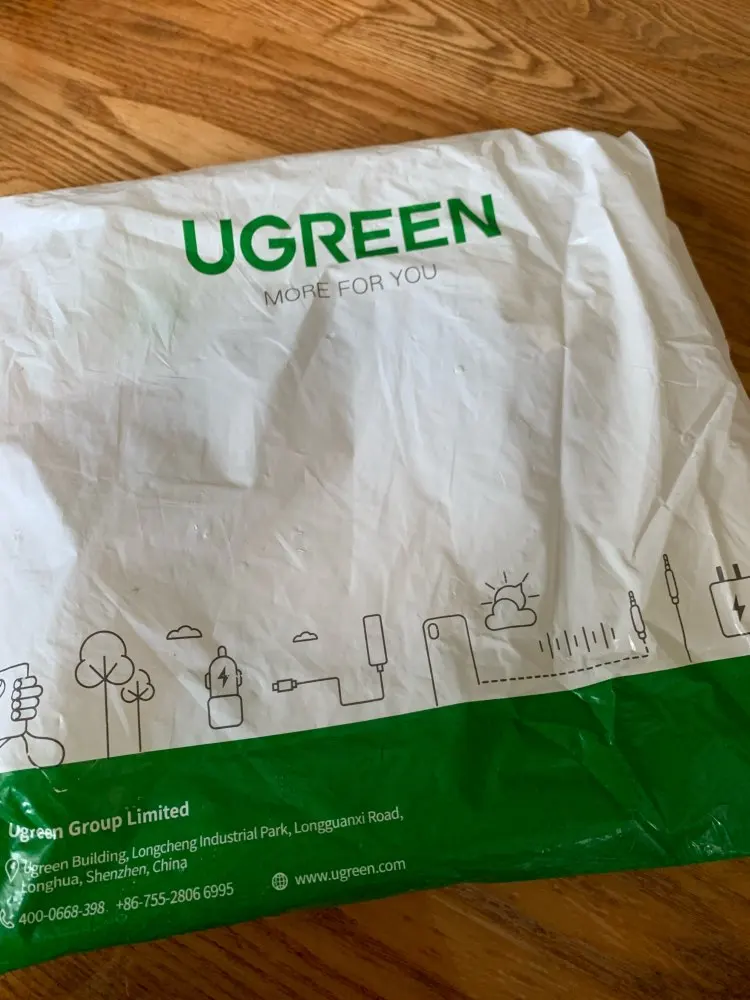 UGREEN
MORE FOR YOU
Ugreen Group Limited
Ugreen Building, Longcheng Industrial Park, Longguanxi Road,
Longhua, Shenzhen, China
400-0668-398 +86-755-2806 6995
www.ugreen.com